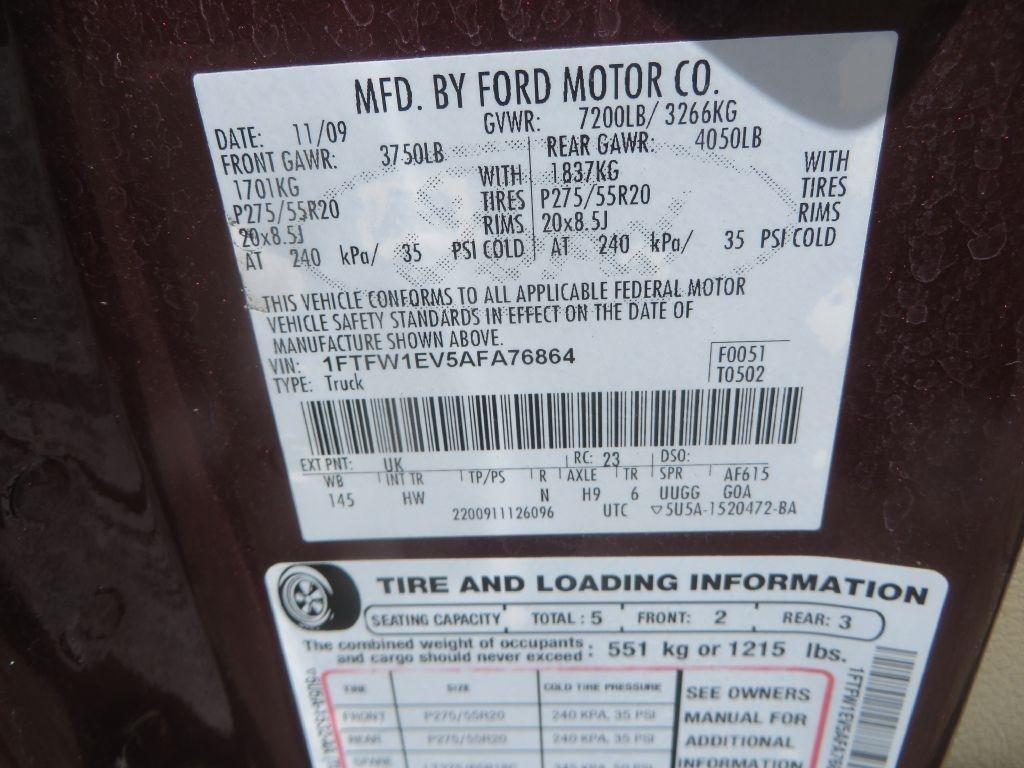 MFD. BY FORD MOTOR CO.
DATE: 11/09 GVWR: 7200LB/ 3266KG
FRONT GAWR: 3750LB REAR GAWR: 4050LB
1701KG WITH 1837KG WITH
P275/55R20 TIRES P275/55R20 TIRES
20x8.5J RIMS 20x8.5J RIMS
AT 240 kPa/ 35 PSI COLD AT 240 kPa/ 35 PSI COLD
THIS VEHICLE CONFORMS TO ALL APPLICABLE FEDERAL MOTOR
VEHICLE SAFETY STANDARDS IN EFFECT ON THE DATE OF
MANUFACTURE SHOWN ABOVE.
VIN: 1FTFW1EV5AFA76864 F0051
TYPE: Truck T0502
EXT PNT: UK RC: 23 DSO:
WB INT TR TP/PS R AXLE TR SPR AF615
145 HW N H9 6 UUGG G0A
2200911126096 UTC ▽5U5A-1520472-BA
TIRE AND LOADING INFORMATION
SEATING CAPACITY TOTAL : 5 FRONT: 2 REAR: 3
The combined weight of occupants
and cargo should never exceed : 551 kg or 1215 lbs.
TIRE SIZE COLD TIRE PRESSURE SEE OWNERS
FRONT P275/55R20 240 KPA, 35 PSI MANUAL FOR
REAR P275/55R20 240 KPA, 35 PSI ADDITIONAL
SPARE INFORMATION